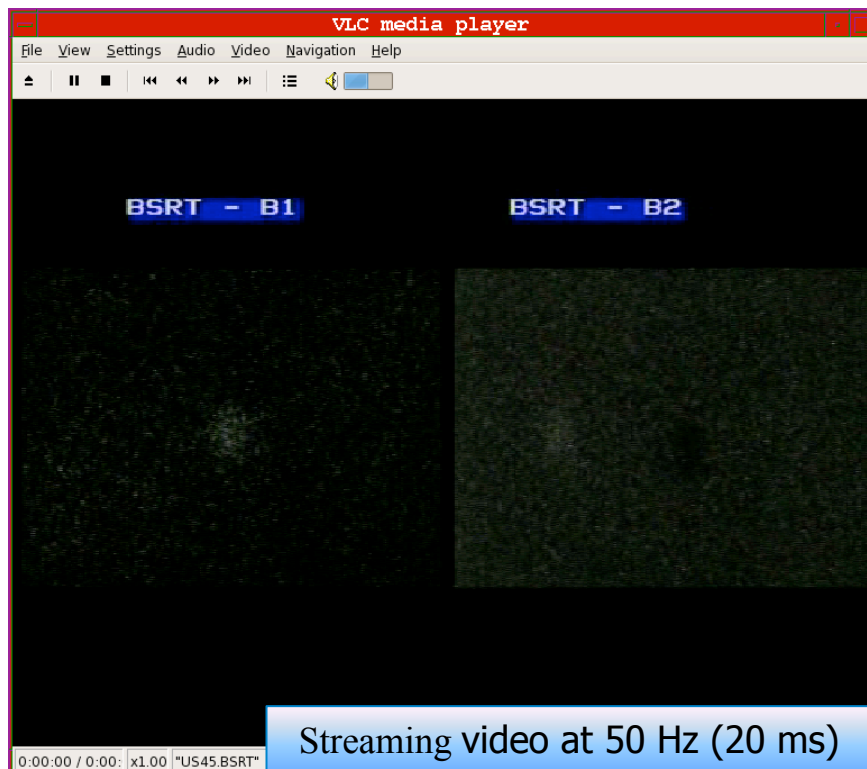 VLC media player
File View Settings Audio Video Navigation Help
BSRT - B1 BSRT - B2
Streaming video at 50 Hz (20 ms)
0:00:00 / 0:00: x1.00 "US45.BSRT"